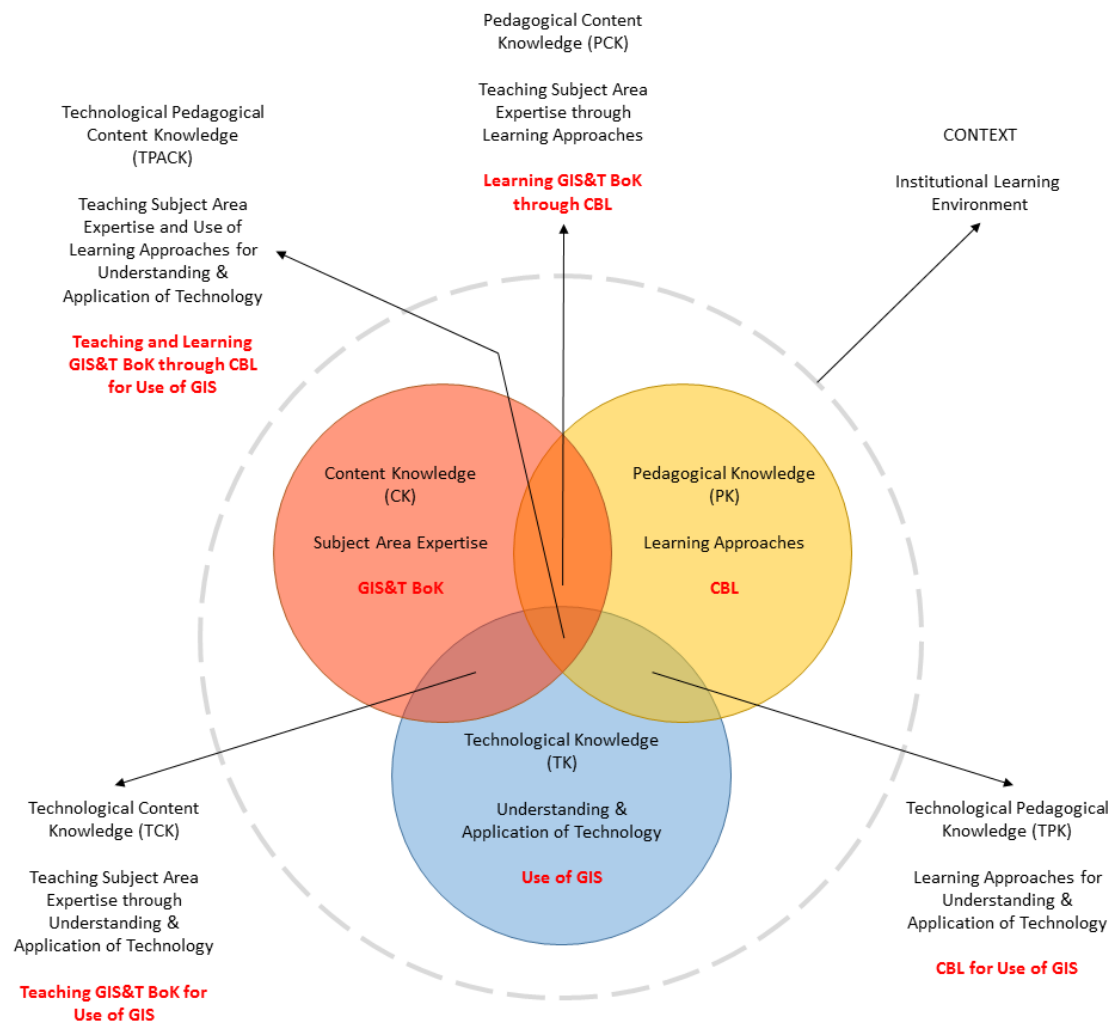 Pedagogical Content
Knowledge (PCK)
Teaching Subject Area
Expertise through
Learning Approaches
Learning GIS&T BoK
through CBL
Technological Pedagogical
Content Knowledge
(TPACK)
Teaching Subject Area
Expertise and Use of
Learning Approaches for
Understanding &
Application of Technology
Teaching and Learning
GIS&T BoK through CBL
for Use of GIS
CONTEXT
Institutional Learning
Environment
Content Knowledge
(CK)
Subject Area Expertise
GIS&T BoK
Pedagogical Knowledge
(PK)
Learning Approaches
CBL
Technological Knowledge
(TK)
Understanding &
Application of Technology
Use of GIS
Technological Content
Knowledge (TCK)
Teaching Subject Area
Expertise through
Understanding &
Application of Technology
Teaching GIS&T BoK for
Use of GIS
Technological Pedagogical
Knowledge (TPK)
Learning Approaches for
Understanding &
Application of Technology
CBL for Use of GIS